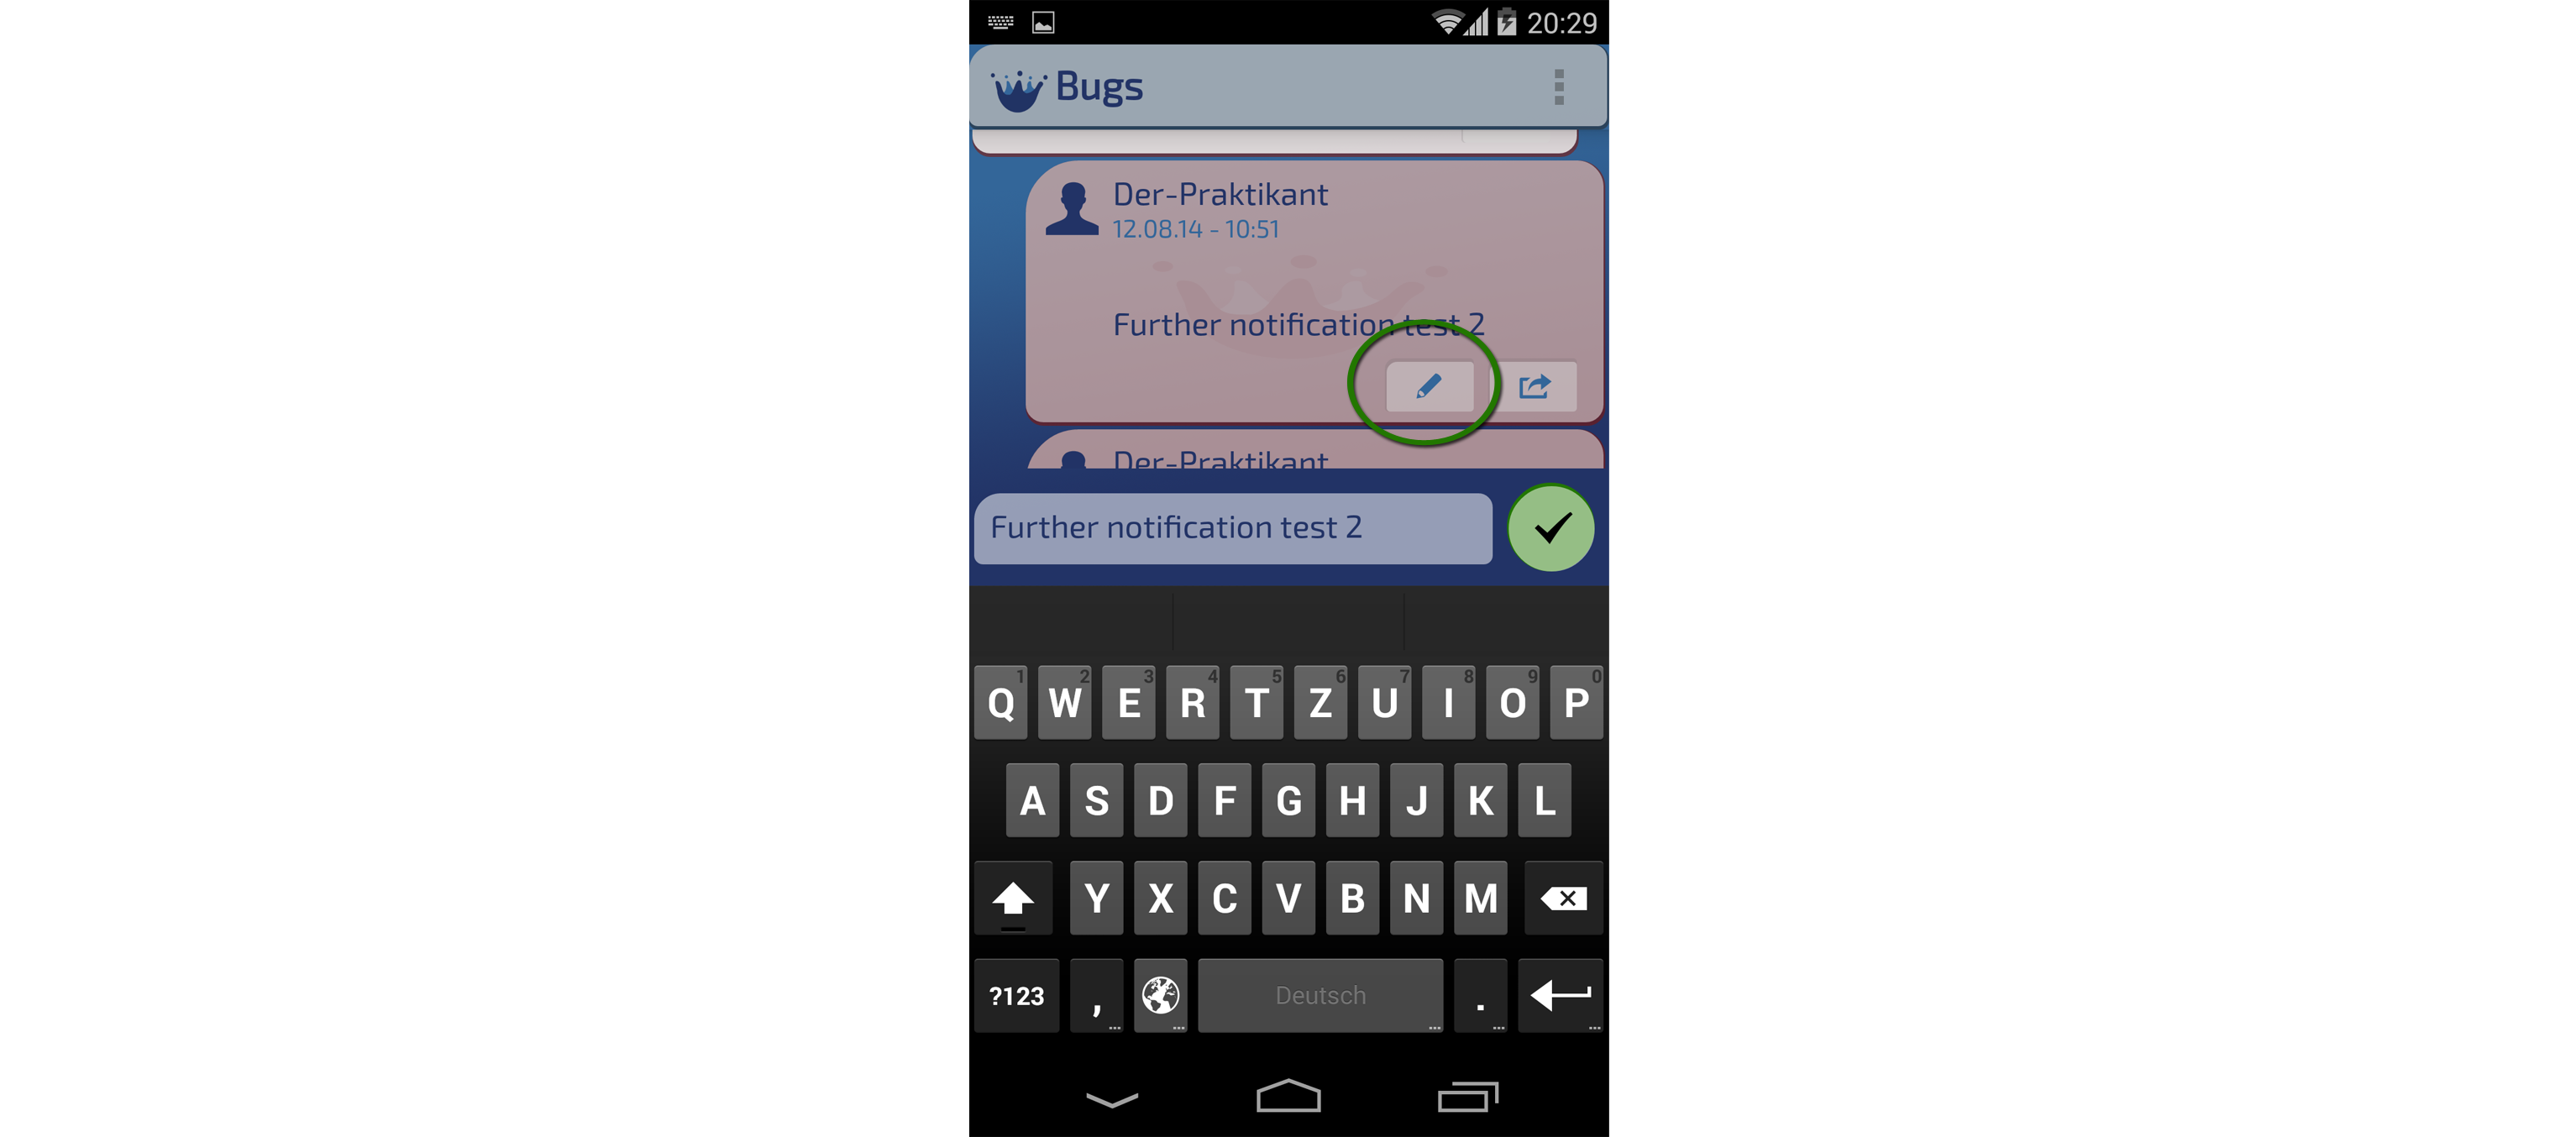 20:29
Bugs
Der-Praktikant
12.08.14 - 10:51
Further notification test 2
Der-Praktikant
Further notification test 2
1 2 3 4 5 6 7 8 9 0
Q W E R T Z U I O P
A S D F G H J K L
Y X C V B N M
?123 , Deutsch .